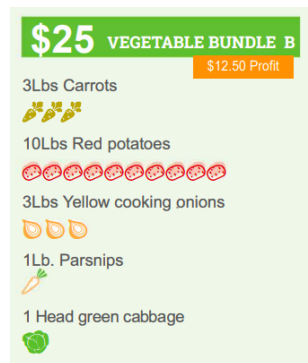 $25 VEGETABLE BUNDLE B
$12.50 Profit
3Lbs Carrots
10Lbs Red potatoes
3Lbs Yellow cooking onions
1Lb. Parsnips
1 Head green cabbage